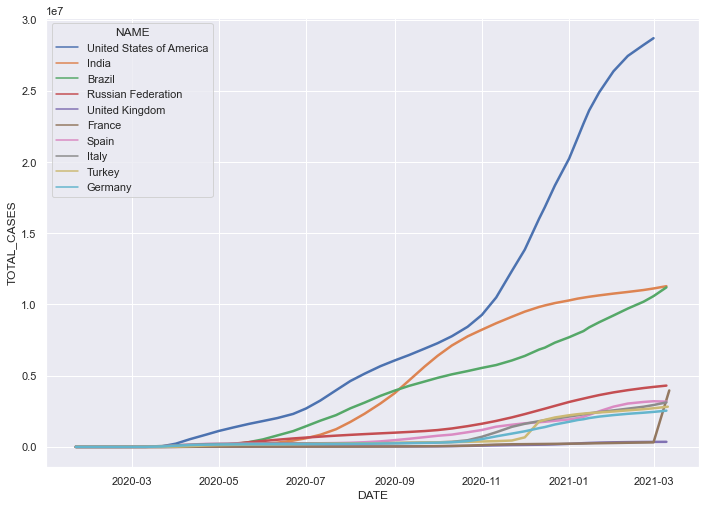 1e7
3.0
2.5
2.0
1.5
1.0
0.5
0.0
TOTAL_CASES
NAME
United States of America
India
Brazil
Russian Federation
United Kingdom
France
Spain
Italy
Turkey
Germany
2020-03 2020-05 2020-07 2020-09 2020-11 2021-01 2021-03
DATE